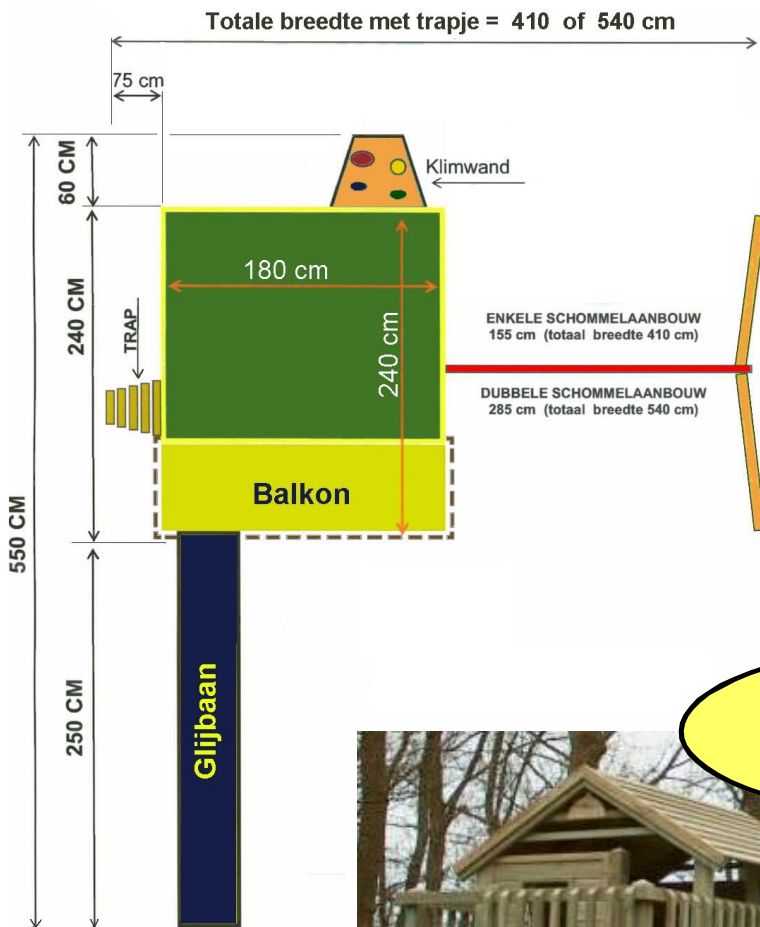 Totale breedte met trapje = 410 of 540 cm
75 cm
60 CM
Klimwand
180 cm
240 CM
240 cm
TRAP
ENKELE SCHOMMELAANBOUW
155 cm (totaal breedte 410 cm)
DUBBELE SCHOMMELAANBOUW
285 cm (totaal breedte 540 cm)
Balkon
550 CM
250 CM
Glijbaan